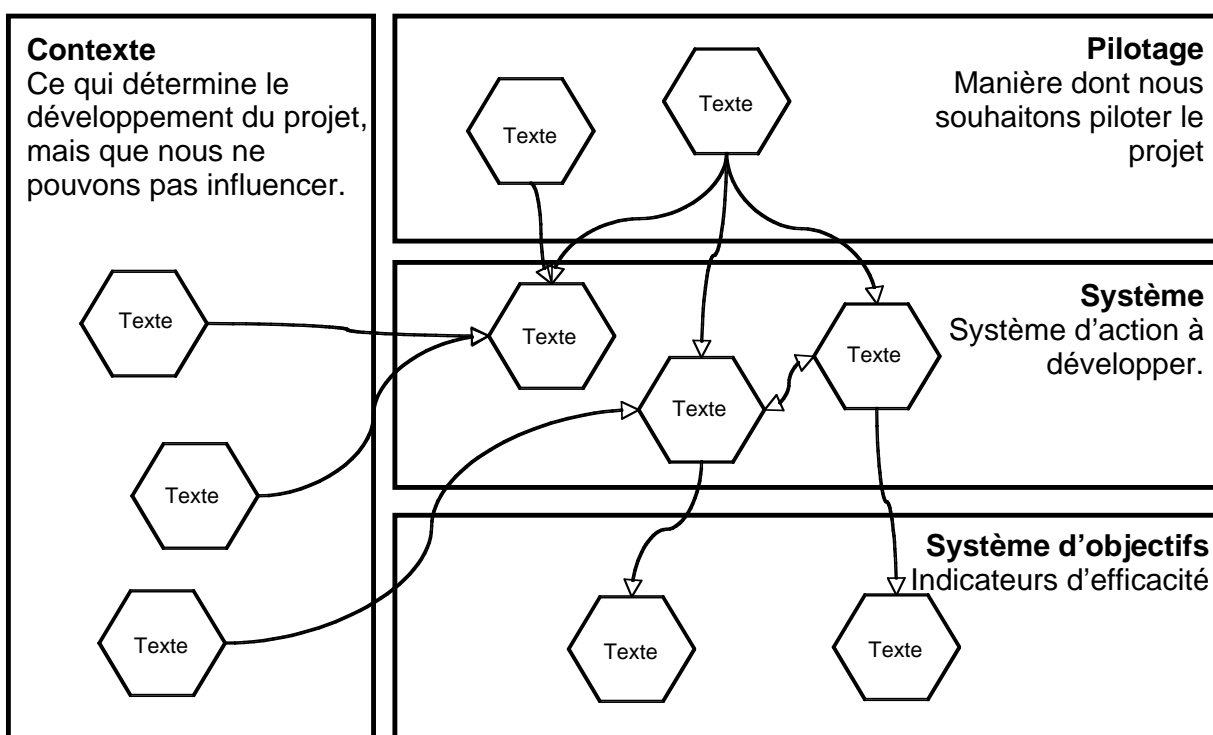 Contexte
Ce qui détermine le
développement du projet,
mais que nous ne
pouvons pas influencer.
Texte
Texte
Texte
Pilotage
Manière dont nous
souhaitons piloter le
projet
Texte
Texte
Système
Système d’action à
développer.
Texte
Texte
Texte
Système d’objectifs
Indicateurs d’efficacité
Texte
Texte